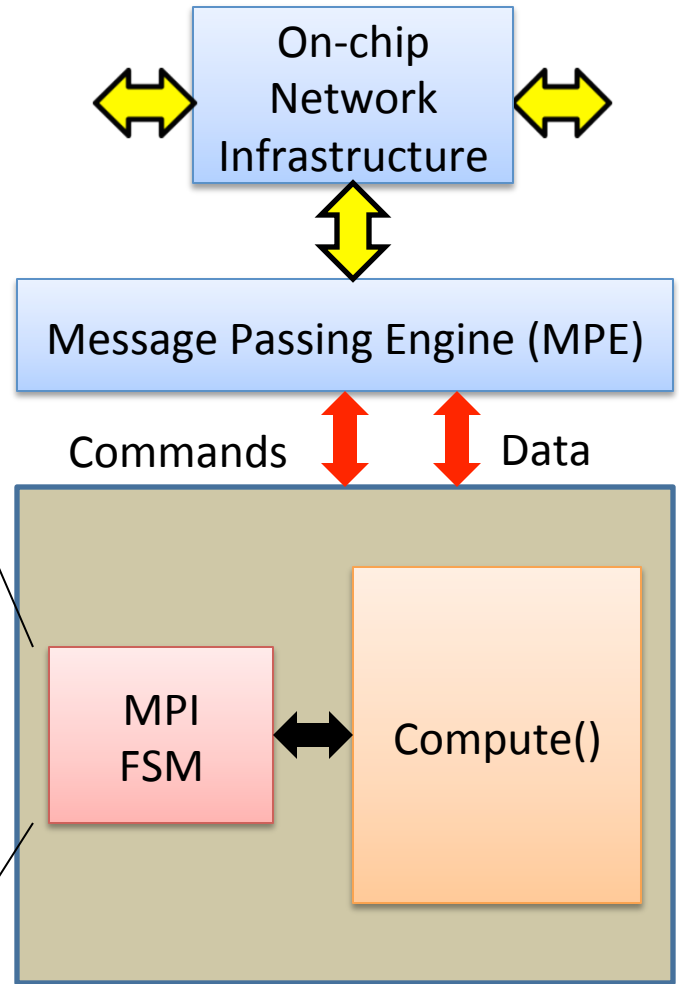 On-chip
Network
Infrastructure
Message Passing Engine (MPE)
Commands
Data
MPI
FSM
Compute()